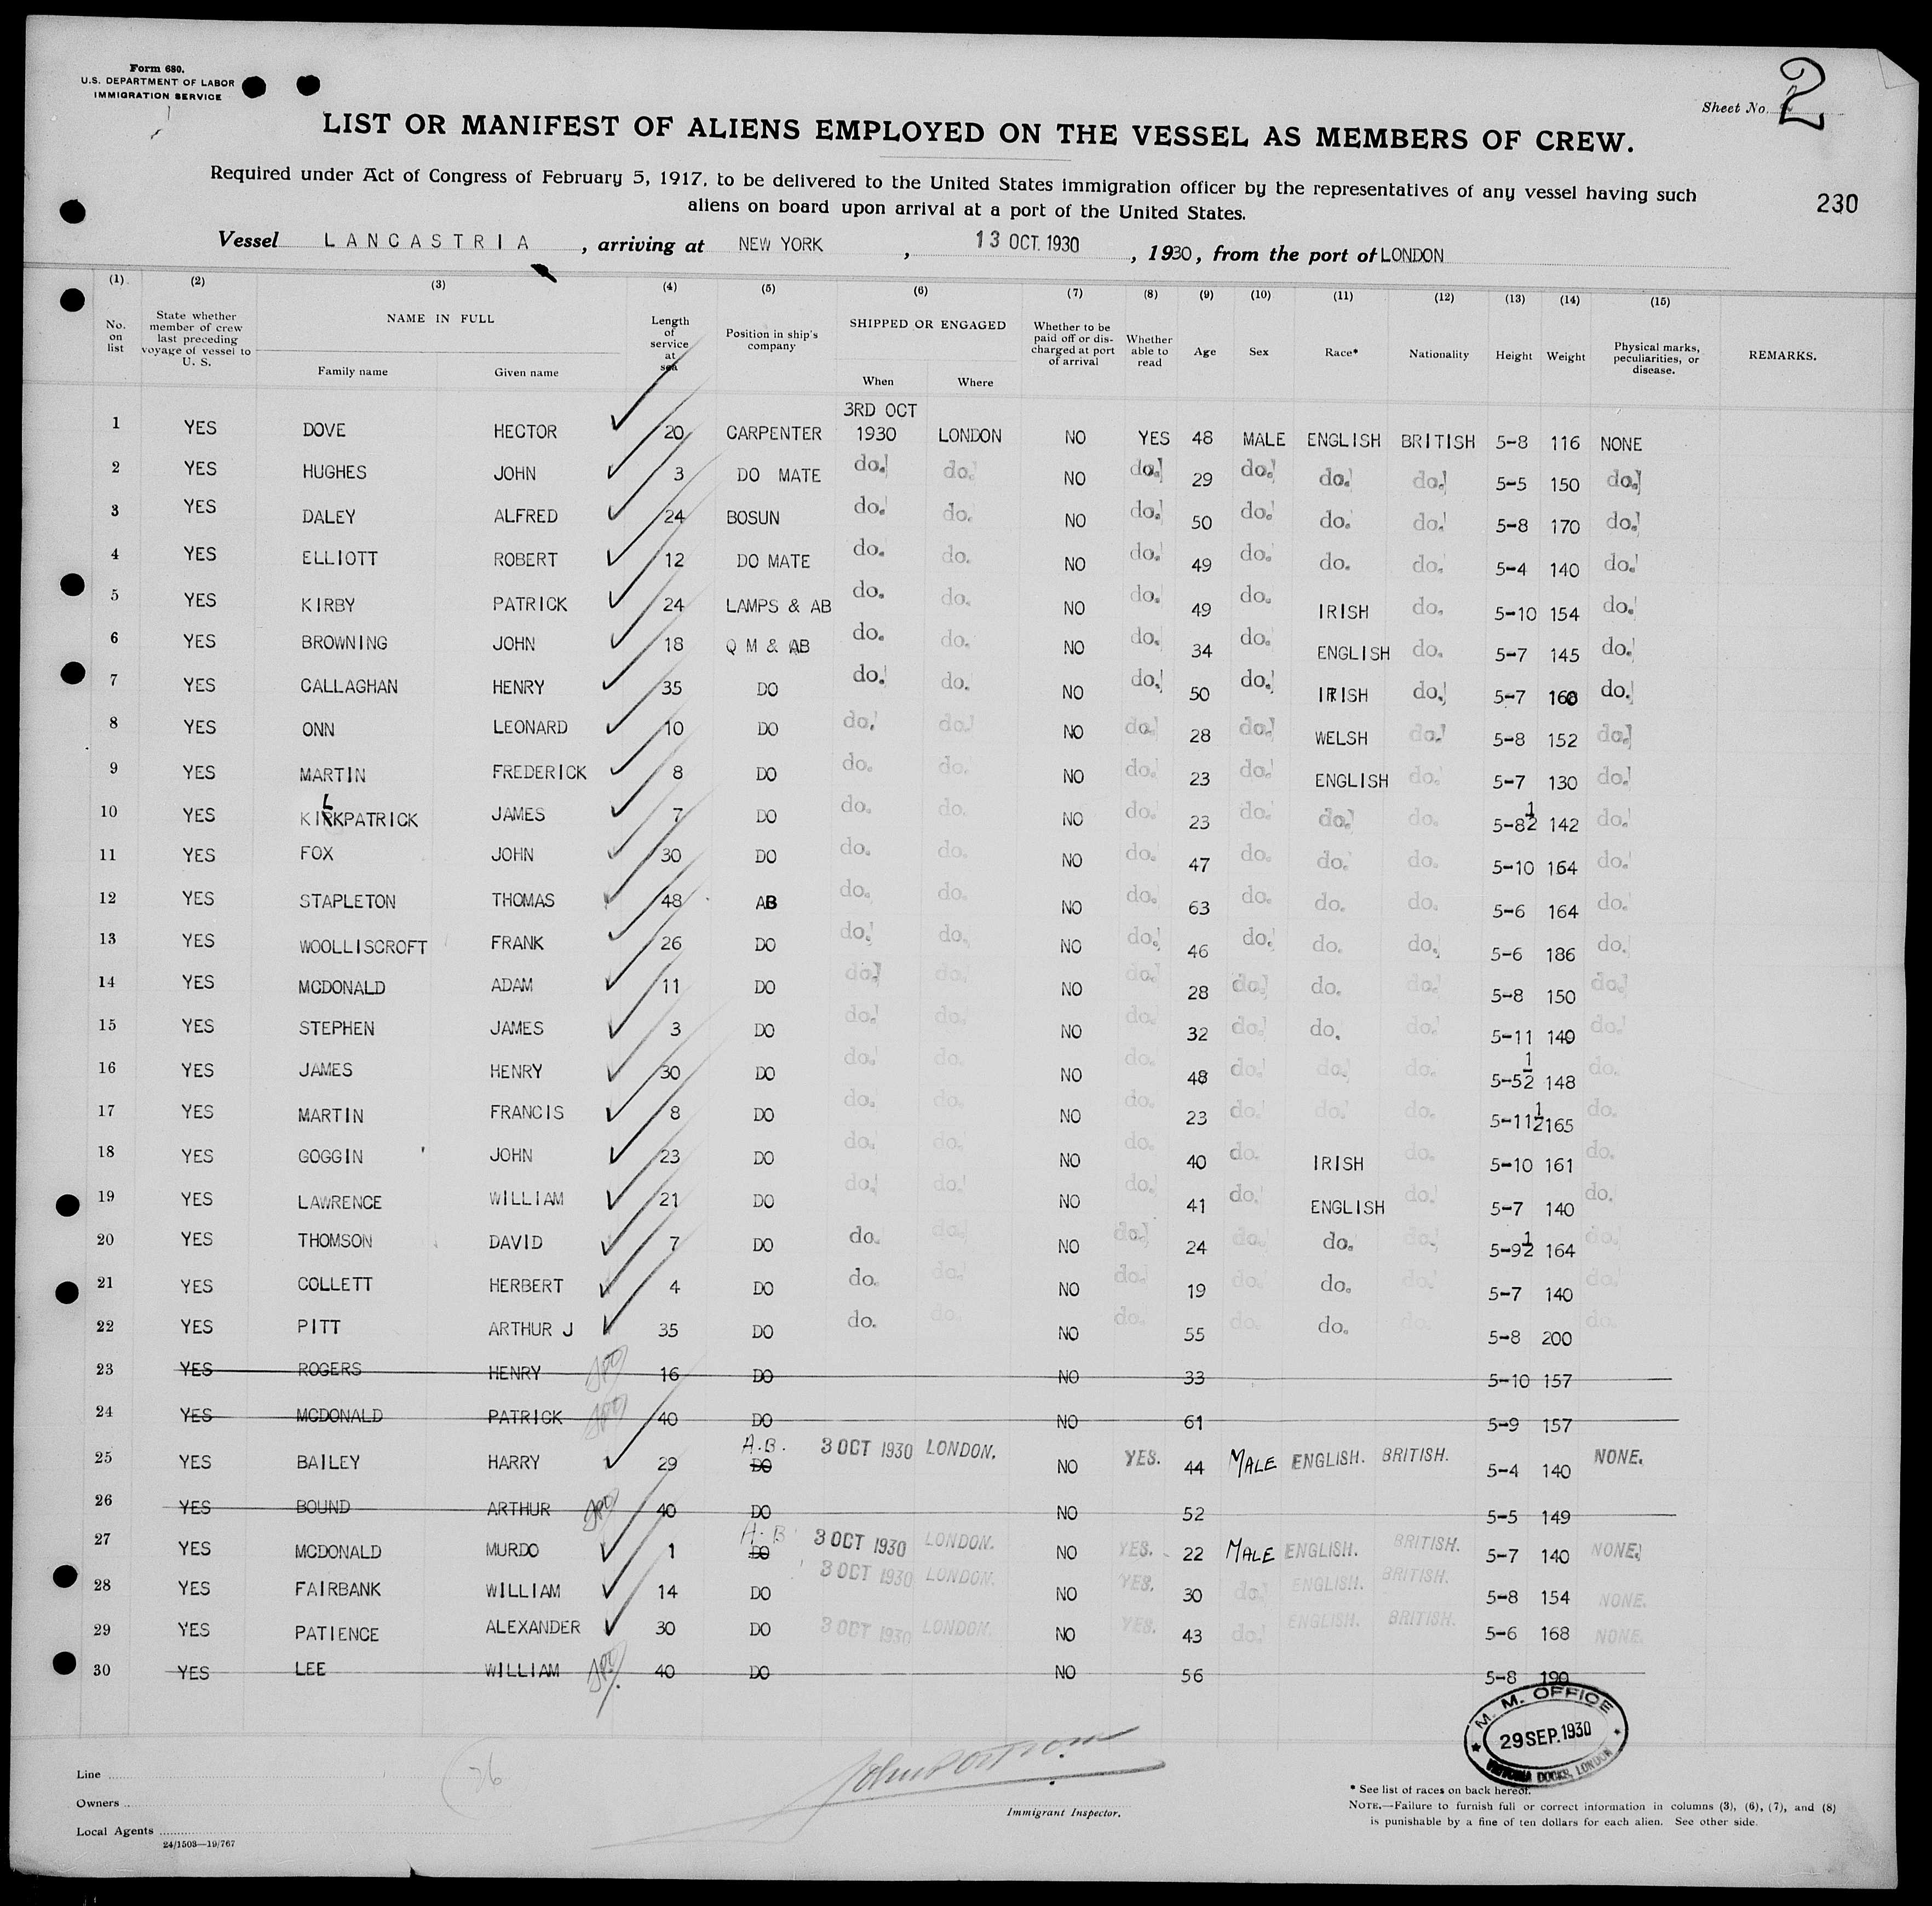 Form 680.
U.S. DEPARTMENT OF LABOR
IMMIGRATION SERVICE
Sheet No. 2
LIST OR MANIFEST OF ALIENS EMPLOYED ON THE VESSEL AS MEMBERS OF CREW.
Required under Act of Congress of February 5, 1917, to be delivered to the United States immigration officer by the representatives of any vessel having such
aliens on board upon arrival at a port of the United States.
230
Vessel LANCASTRIA, arriving at NEW YORK, 13 OCT. 1930, 1930, from the port of LONDON
(1) (2) (3) (4) (5) (6) (7) (8) (9) (10) (11) (12) (13) (14) (15)
No. on list State whether member of crew last preceding voyage of vessel to U. S. NAME IN FULL Length of service at sea Position in ship's company SHIPPED OR ENGAGED Whether to be paid off or discharged at port of arrival Whether able to read Age Sex Race* Nationality Height Weight Physical marks, peculiarities, or disease. REMARKS.
Family name Given name When Where
1 YES DOVE HECTOR 20 CARPENTER 3RD OCT 1930 LONDON NO YES 48 MALE ENGLISH BRITISH 5-8 116 NONE
2 YES HUGHES JOHN 3 DO MATE do. do. NO do. 29 do. do. do. 5-5 150 do.
3 YES DALEY ALFRED 24 BOSUN do. do. NO do. 50 do. do. do. 5-8 170 do.
4 YES ELLIOTT ROBERT 12 DO MATE do. do. NO do. 49 do. do. do. 5-4 140 do.
5 YES KIRBY PATRICK 24 LAMPS & AB do. do. NO do. 49 do. IRISH do. 5-10 154 do.
6 YES BROWNING JOHN 18 Q M & AB do. do. NO do. 34 do. ENGLISH do. 5-7 145 do.
7 YES CALLAGHAN HENRY 35 DO do. do. NO do. 50 do. IRISH do. 5-7 160 do.
8 YES ONN LEONARD 10 DO do. do. NO do. 28 do. WELSH do. 5-8 152 do.
9 YES MARTIN FREDERICK 8 DO do. do. NO do. 23 do. ENGLISH do. 5-7 130 do.
10 YES KILKPATRICK JAMES 7 DO do. do. NO do. 23 do. do. do. 5-8½ 142 do.
11 YES FOX JOHN 30 DO do. do. NO do. 47 do. do. do. 5-10 164 do.
12 YES STAPLETON THOMAS 48 AB do. do. NO do. 63 do. do. do. 5-6 164 do.
13 YES WOOLLISCROFT FRANK 26 DO do. do. NO do. 46 do. do. do. 5-6 186 do.
14 YES MCDONALD ADAM 11 DO do. do. NO do. 28 do. do. do. 5-8 150 do.
15 YES STEPHEN JAMES 3 DO do. do. NO do. 32 do. do. do. 5-11 140 do.
16 YES JAMES HENRY 30 DO do. do. NO do. 48 do. do. do. 5-5½ 148 do.
17 YES MARTIN FRANCIS 8 DO do. do. NO do. 23 do. do. do. 5-11½ 165 do.
18 YES GOGGIN JOHN 23 DO do. do. NO do. 40 do. IRISH do. 5-10 161 do.
19 YES LAWRENCE WILLIAM 21 DO do. do. NO do. 41 do. ENGLISH do. 5-7 140 do.
20 YES THOMSON DAVID 7 DO do. do. NO do. 24 do. do. do. 5-9½ 164 do.
21 YES COLLETT HERBERT 4 DO do. do. NO do. 19 do. do. do. 5-7 140 do.
22 YES PITT ARTHUR J 35 DO do. do. NO do. 55 do. do. do. 5-8 200 do.
23 YES ROGERS HENRY 16 DO NO 33 5-10 157
24 YES MCDONALD PATRICK 40 DO NO 61 5-9 157
25 YES BAILEY HARRY 29 DO A.B. 3 OCT 1930 LONDON. NO YES. 44 MALE ENGLISH. BRITISH. 5-4 140 NONE.
26 YES BOUND ARTHUR 40 DO NO 52 5-5 149
27 YES MCDONALD MURDO 1 DO A.B 3 OCT 1930 LONDON. NO YES. 22 MALE ENGLISH. BRITISH. 5-7 140 NONE.
28 YES FAIRBANK WILLIAM 14 DO 3 OCT 1930 LONDON. NO YES. 30 do. ENGLISH. BRITISH. 5-8 154 NONE.
29 YES PATIENCE ALEXANDER 30 DO 3 OCT 1930 LONDON. NO YES. 43 do. ENGLISH. BRITISH. 5-6 168 NONE.
30 YES LEE WILLIAM 40 DO NO 56 5-8 190
M. M. OFFICE
29 SEP. 1930
VICTORIA DOCKS, LONDON
Line
Owners
Local Agents
24/1503—19/767
26
Immigrant Inspector.
* See list of races on back hereof.
NOTE.—Failure to furnish full or correct information in columns (3), (6), (7), and (8)
is punishable by a fine of ten dollars for each alien. See other side.